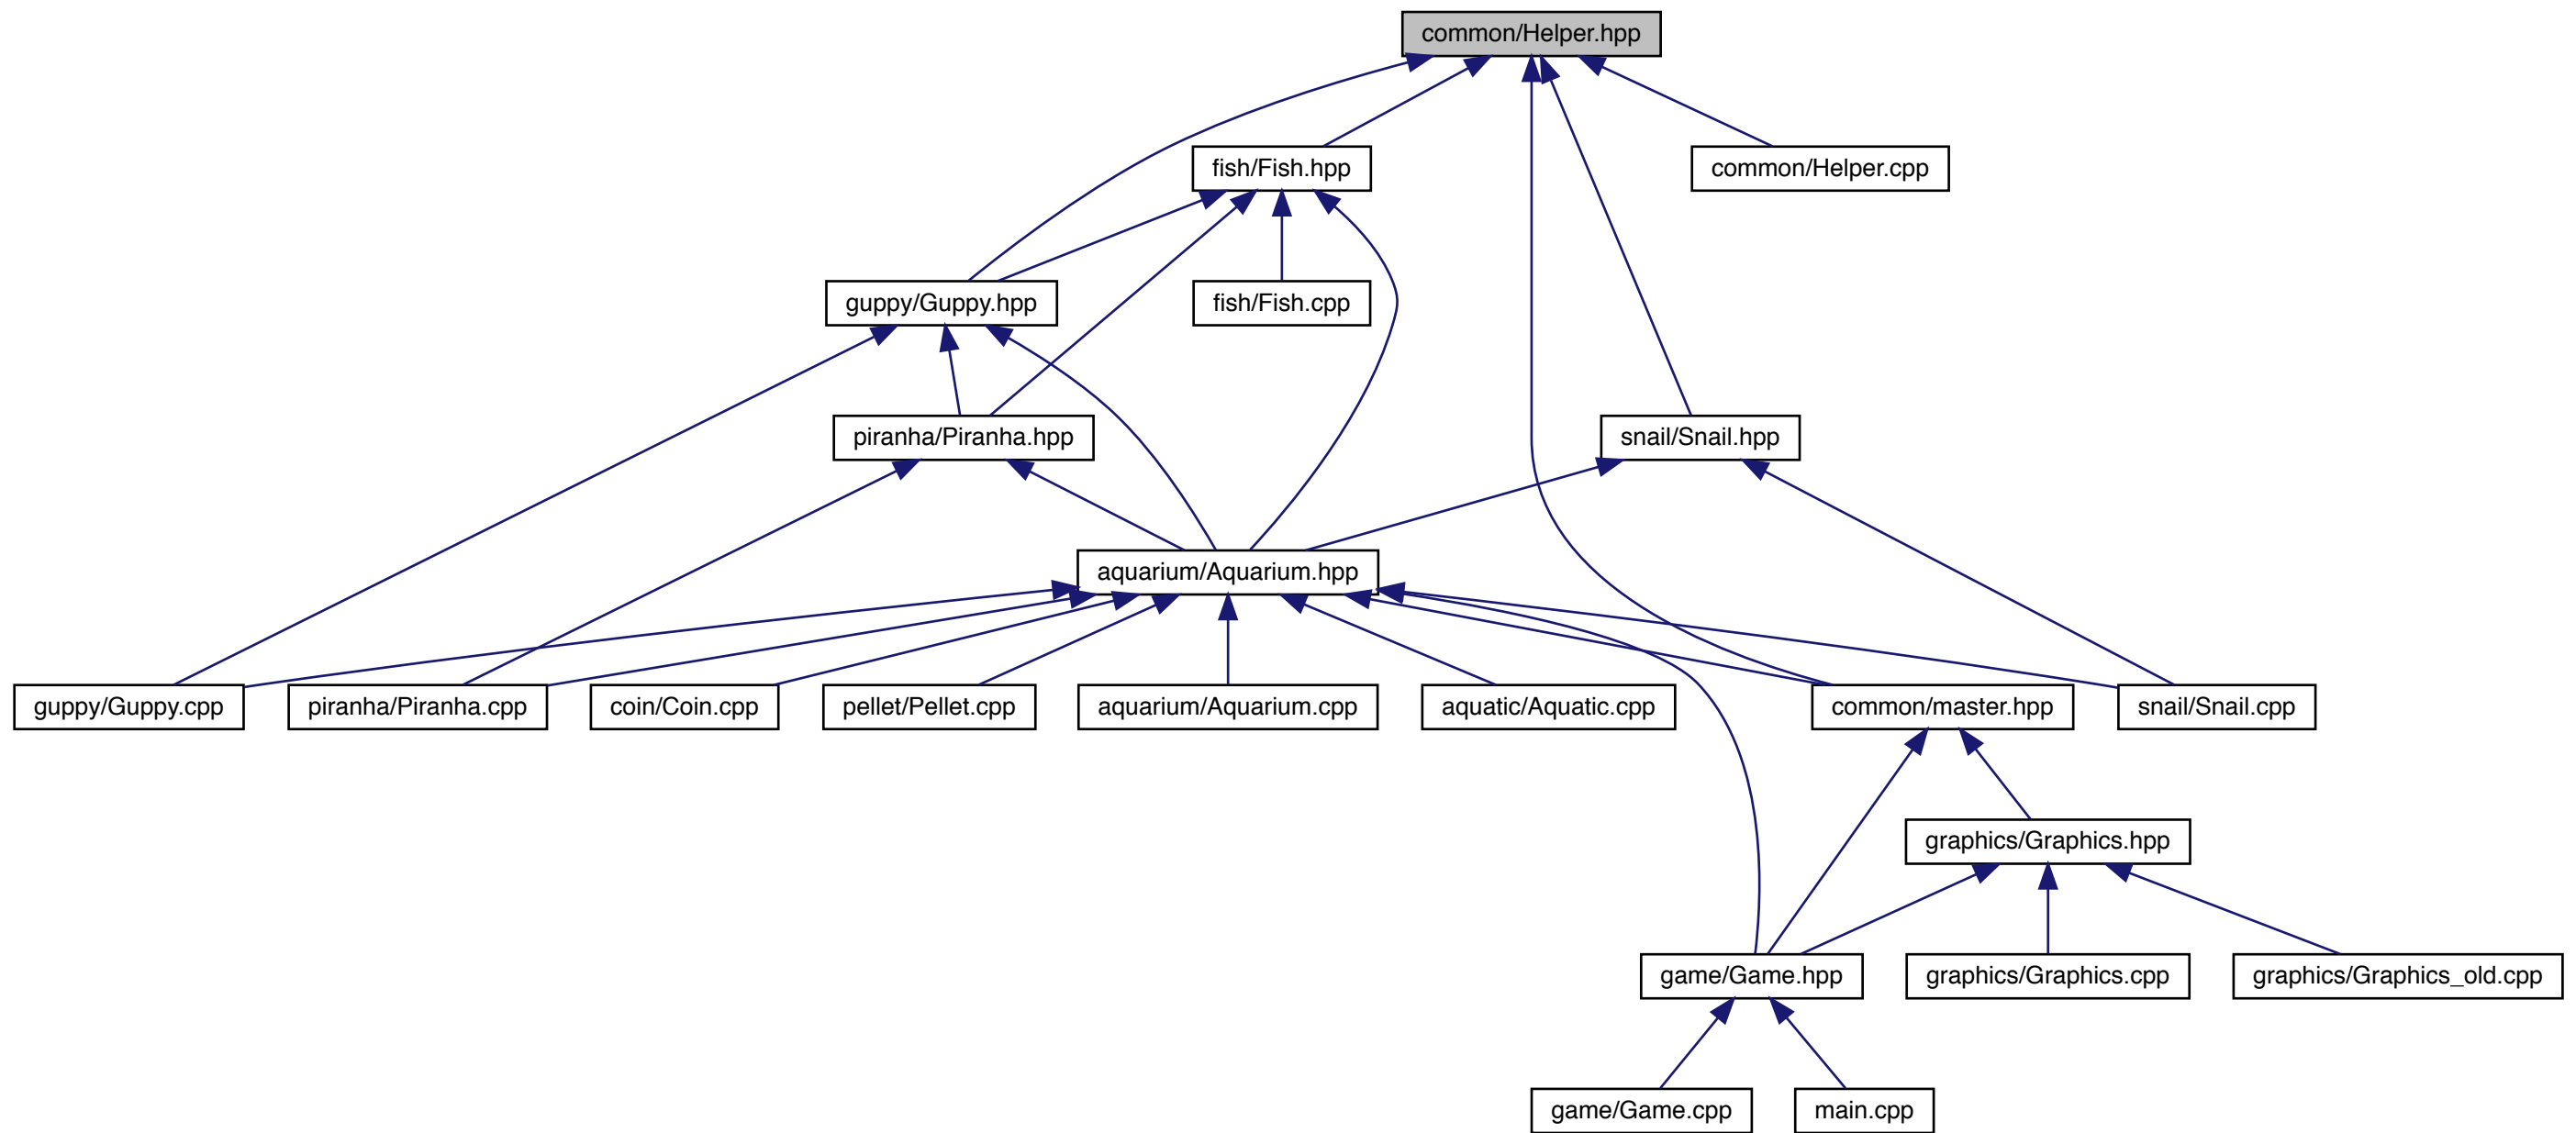 common/Helper.hpp
fish/Fish.hpp
common/Helper.cpp
guppy/Guppy.hpp
fish/Fish.cpp
piranha/Piranha.hpp
snail/Snail.hpp
aquarium/Aquarium.hpp
guppy/Guppy.cpp
piranha/Piranha.cpp
coin/Coin.cpp
pellet/Pellet.cpp
aquarium/Aquarium.cpp
aquatic/Aquatic.cpp
common/master.hpp
snail/Snail.cpp
graphics/Graphics.hpp
game/Game.hpp
graphics/Graphics.cpp
graphics/Graphics_old.cpp
game/Game.cpp
main.cpp